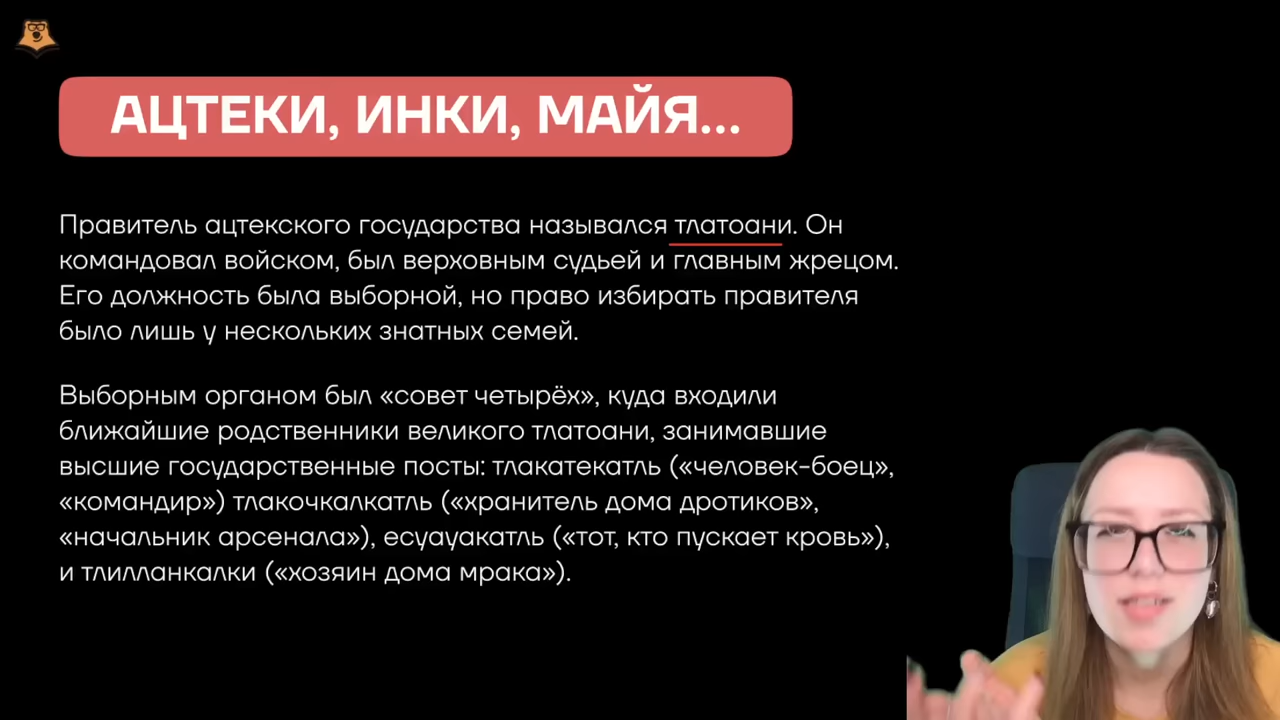 АЦТЕКИ, ИНКИ, МАЙЯ...
Правитель ацтекского государства назывался тлатоани. Он
командовал войском, был верховным судьей и главным жрецом.
Его должность была выборной, но право избирать правителя
было лишь у нескольких знатных семей.
Выборным органом был «совет четырёх», куда входили
ближайшие родственники великого тлатоани, занимавшие
высшие государственные посты: тлакатекатль («человек-боец»,
«командир») тлакочкалкатль («хранитель дома дротиков»,
«начальник арсенала»), есуауакатль («тот, кто пускает кровь»),
и тлилланкалки («хозяин дома мрака»).